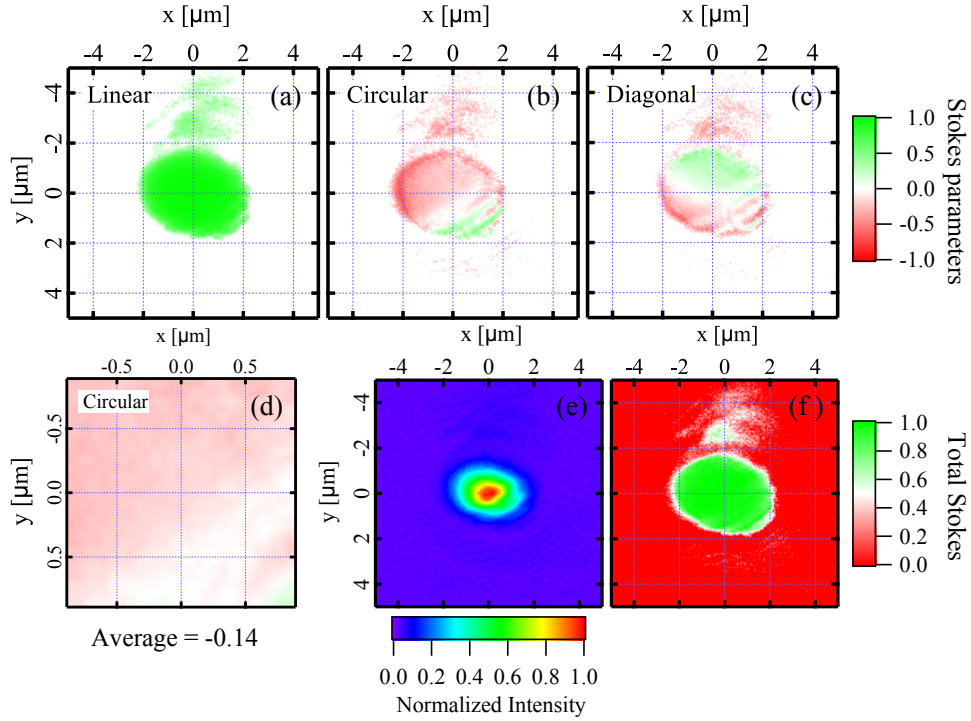 x [µm] x [µm] x [µm]
-4 -2 0 2 4 -4 -2 0 2 4 -4 -2 0 2 4
Linear (a) Circular (b) Diagonal (c)
y [µm]
-4
-2
0
2
4
1.0
0.5
0.0
-0.5
-1.0
Stokes parameters
x [µm] x [µm] x [µm]
-0.5 0.0 0.5 -4 -2 0 2 4 -4 -2 0 2 4
Circular (d) (e) (f)
y [µm]
-0.5
0.0
0.5
y [µm]
-4
-2
0
2
4
1.0
0.8
0.6
0.4
0.2
0.0
Total Stokes
Average = -0.14
0.0 0.2 0.4 0.6 0.8 1.0
Normalized Intensity